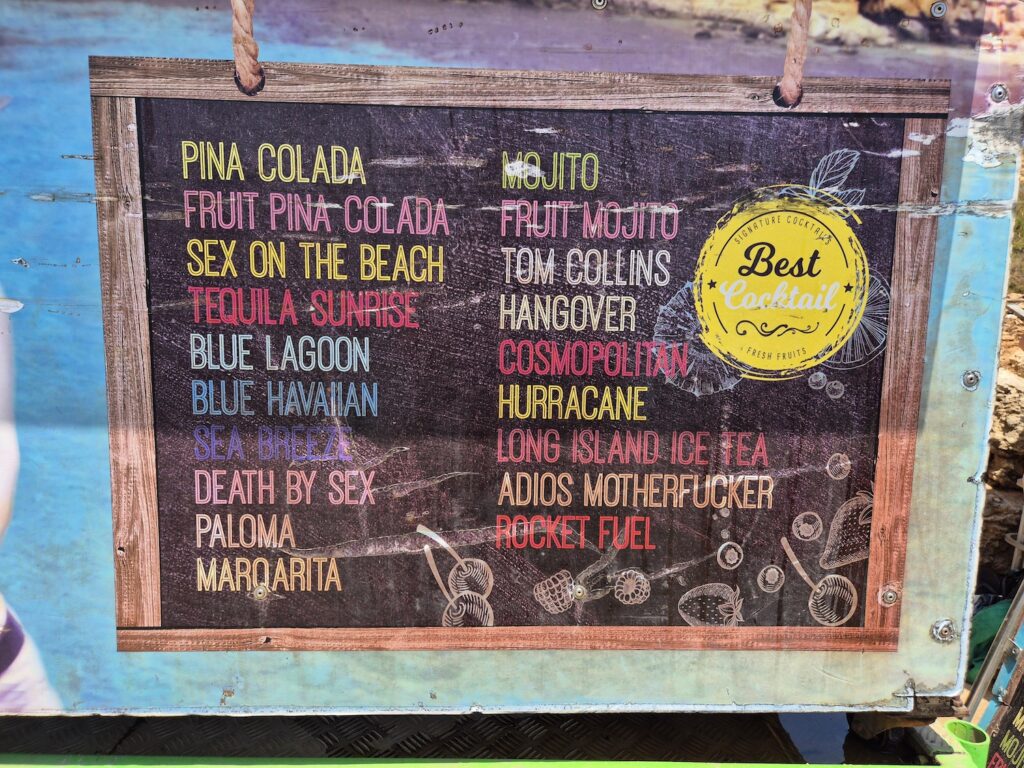 PINA COLADA
FRUIT PINA COLADA
SEX ON THE BEACH
TEQUILA SUNRISE
BLUE LAGOON
BLUE HAVAIIAN
SEA BREEZE
DEATH BY SEX
PALOMA
MARQARITA
MOJITO
FRUIT MOJITO
TOM COLLINS
HANGOVER
COSMOPOLITAN
HURRACANE
LONG ISLAND ICE TEA
ADIOS MOTHERFUCKER
ROCKET FUEL
SIGNATURE COCKTAILS
Best
Cocktail
FRESH FRUITS